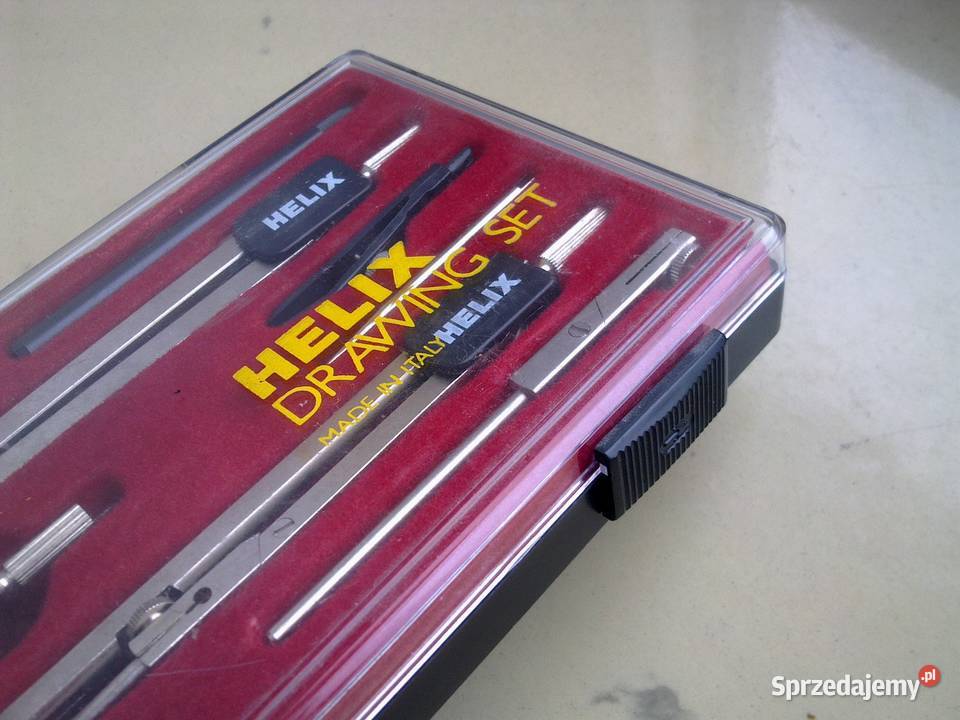 HELIX
HELIX
DRAWING SET
MADE IN ITALY
HELIX
Sprzedajemy.pl